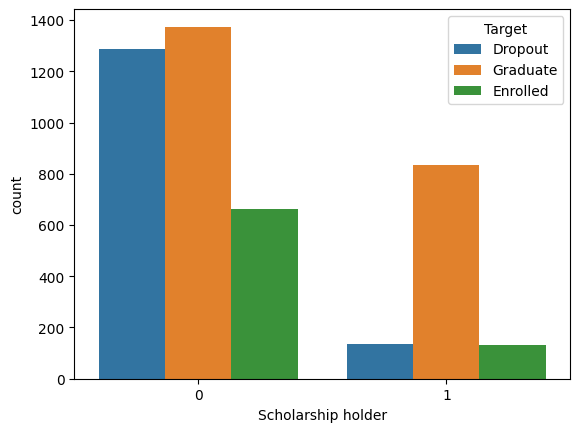 Target
Dropout
Graduate
Enrolled
1400
1200
1000
800
600
400
200
0
count
0 1
Scholarship holder